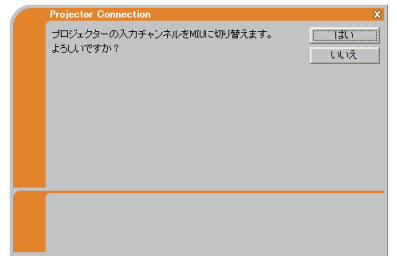 Projector Connection
X
プロジェクターの入力チャンネルをMIUIに切り替えます。
よろしいですか？
はい
いいえ